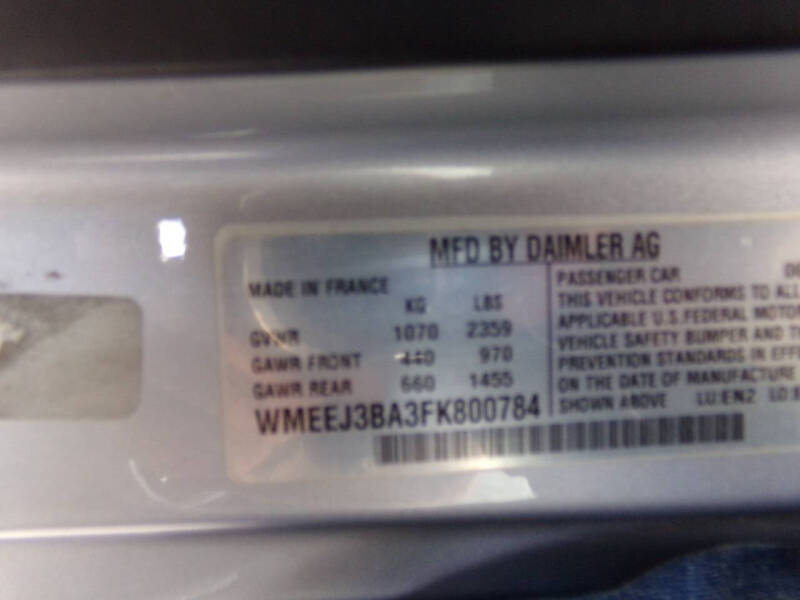 MFD BY DAIMLER AG
MADE IN FRANCE
KG LBS
GVWR 1070 2359
GAWR FRONT 440 970
GAWR REAR 660 1455
WMEEJ3BA3FK800784
PASSENGER CAR
THIS VEHICLE CONFORMS TO ALL
APPLICABLE U.S. FEDERAL MOTOR
VEHICLE SAFETY BUMPER AND
PREVENTION STANDARDS IN
ON THE DATE OF MANUFACTURE
SHOWN ABOVE LU:EN2